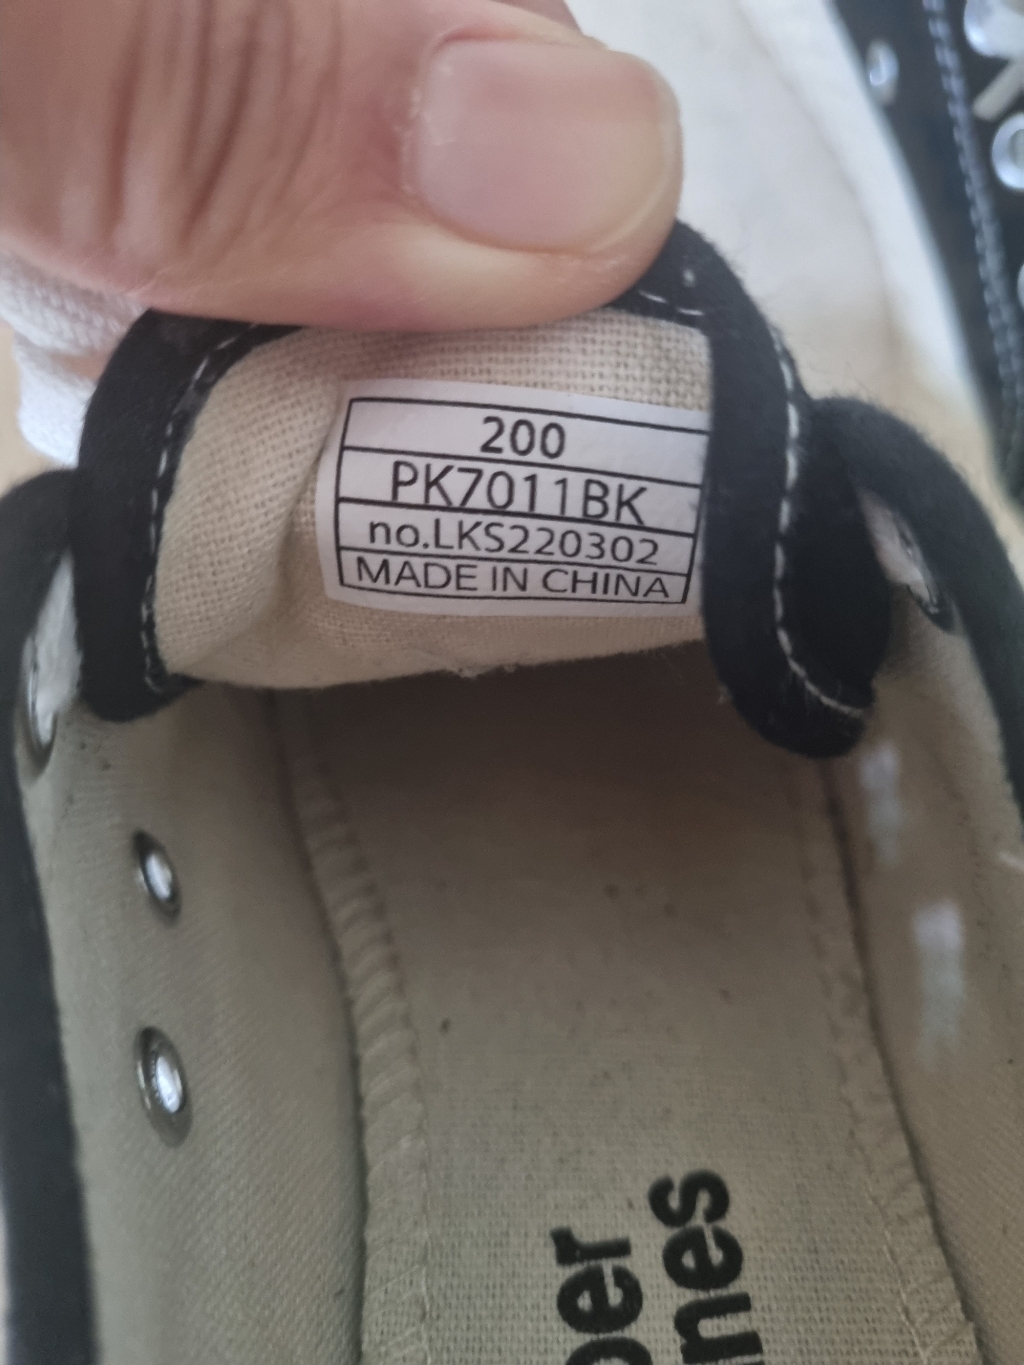 200
PK7011BK
no.LKS220302
MADE IN CHINA